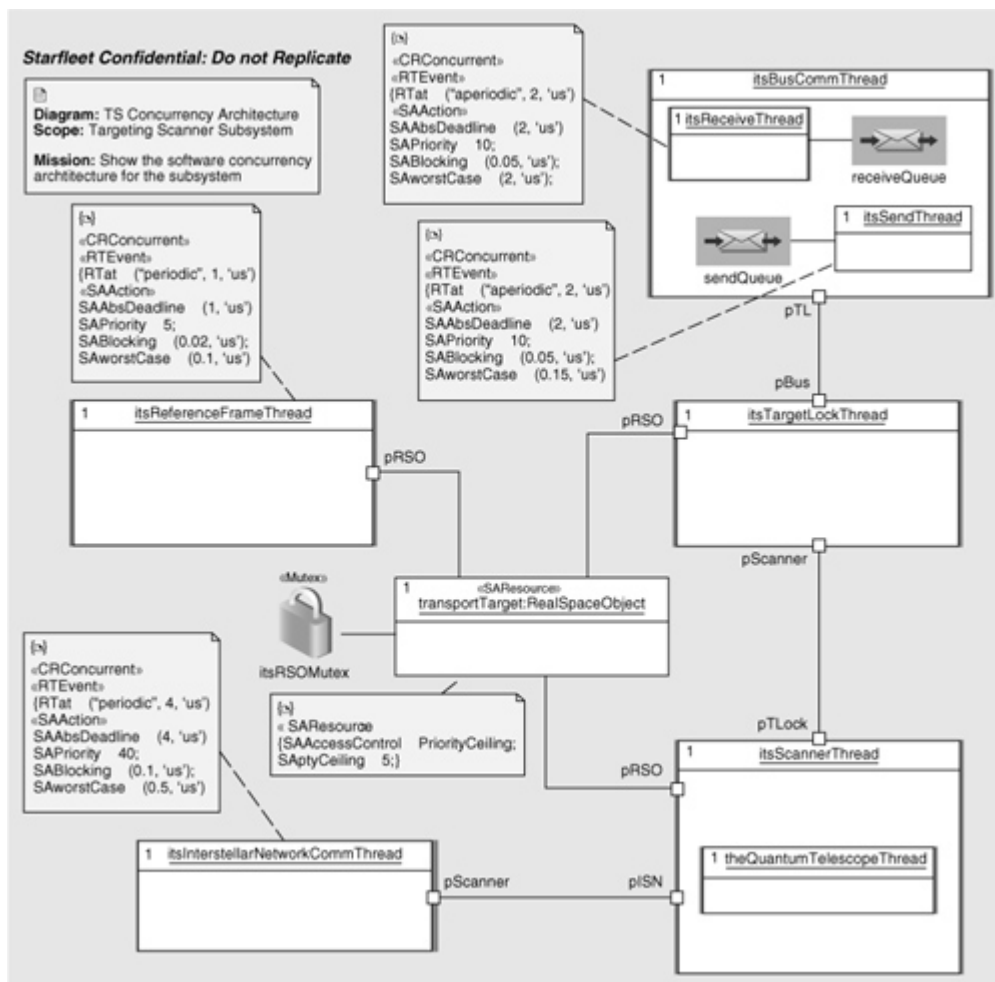 Starfleet Confidential: Do not Replicate
Diagram: TS Concurrency Architecture
Scope: Targeting Scanner Subsystem
Mission: Show the software concurrency
archtitecture for the subsystem
«CRConcurrent»
«RTEvent»
{RTat ("aperiodic", 2, 'us')
«SAAction»
SAAbsDeadline (2, 'us')
SAPriority 10;
SABlocking (0.05, 'us');
SAworstCase (2, 'us');
1 itsBusCommThread
1 itsReceiveThread
receiveQueue
1 itsSendThread
sendQueue
pTL
«CRConcurrent»
«RTEvent»
{RTat ("periodic", 1, 'us')
«SAAction»
SAAbsDeadline (1, 'us')
SAPriority 5;
SABlocking (0.02, 'us');
SAworstCase (0.1, 'us')
«CRConcurrent»
«RTEvent»
{RTat ("aperiodic", 2, 'us')
«SAAction»
SAAbsDeadline (2, 'us')
SAPriority 10;
SABlocking (0.05, 'us');
SAworstCase (0.15, 'us')
pBus
1 itsReferenceFrameThread
pRSO
pRSO
1 itsTargetLockThread
pScanner
«Mutex»
itsRSOMutex
1 «SAResource»
transportTarget:RealSpaceObject
« SAResource
{SAAccessControl PriorityCeiling;
SAptyCeiling 5;}
«CRConcurrent»
«RTEvent»
{RTat ("periodic", 4, 'us')
«SAAction»
SAAbsDeadline (4, 'us')
SAPriority 40;
SABlocking (0.1, 'us');
SAworstCase (0.5, 'us')
pTLock
pRSO
1 itsScannerThread
1 theQuantumTelescopeThread
1 itsInterstellarNetworkCommThread
pScanner
pISN